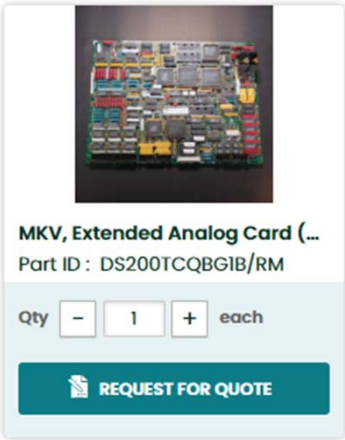 MKV, Extended Analog Card (...
Part ID : DS200TCQBG1B/RM
Qty - 1 + each
REQUEST FOR QUOTE